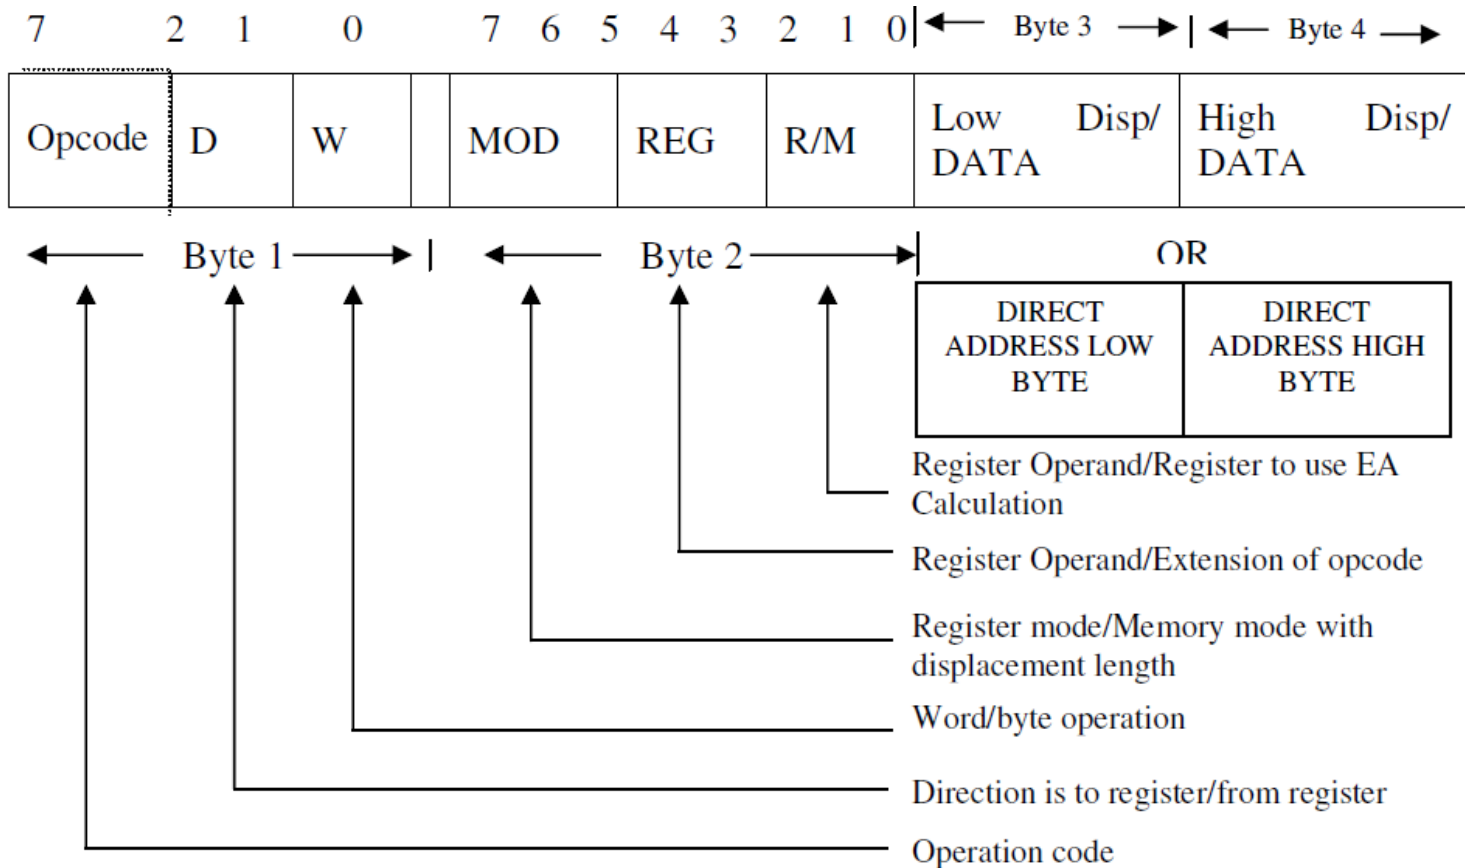 7 2 1 0 7 6 5 4 3 2 1 0 Byte 3 Byte 4
Opcode D W MOD REG R/M Low Disp/ High Disp/
DATA DATA
Byte 1 Byte 2 OR
DIRECT DIRECT
ADDRESS LOW ADDRESS HIGH
BYTE BYTE
Register Operand/Register to use EA
Calculation
Register Operand/Extension of opcode
Register mode/Memory mode with
displacement length
Word/byte operation
Direction is to register/from register
Operation code